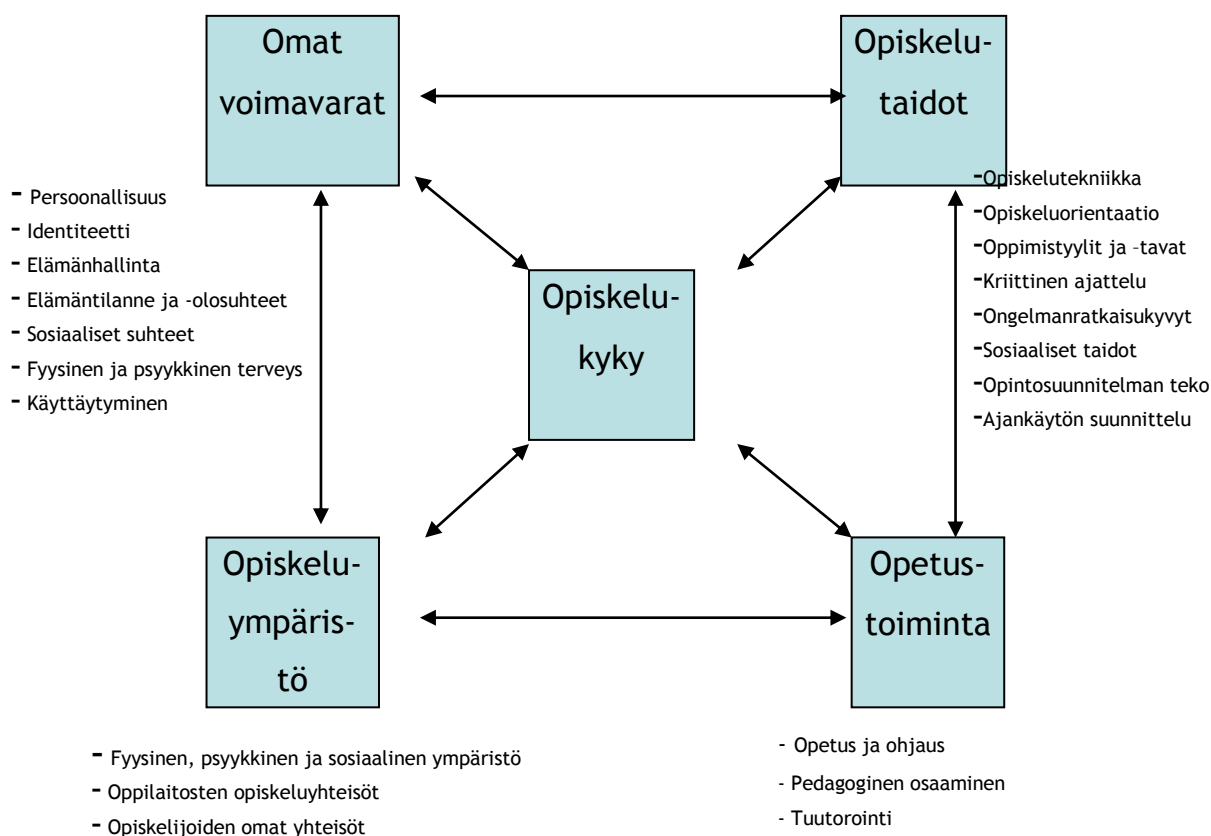 Omat
voimavarat
Opiskelu-
taidot
- Persoonallisuus
- Identiteetti
- Elämänhallinta
- Elämäntilanne ja -olosuhteet
- Sosiaaliset suhteet
- Fyysinen ja psyykkinen terveys
- Käyttäytyminen
-Opiskelutekniikka
-Opiskeluorientaatio
-Oppimistyylit ja –tavat
-Kriittinen ajattelu
-Ongelmanratkaisukyvyt
-Sosiaaliset taidot
-Opintosuunnitelman teko
-Ajankäytön suunnittelu
Opiskelu-
kyky
Opiskelu-
ympäris-
tö
Opetus-
toiminta
- Fyysinen, psyykkinen ja sosiaalinen ympäristö
- Oppilaitosten opiskeluyhteisöt
- Opiskelijoiden omat yhteisöt
- Opetus ja ohjaus
- Pedagoginen osaaminen
- Tuutorointi